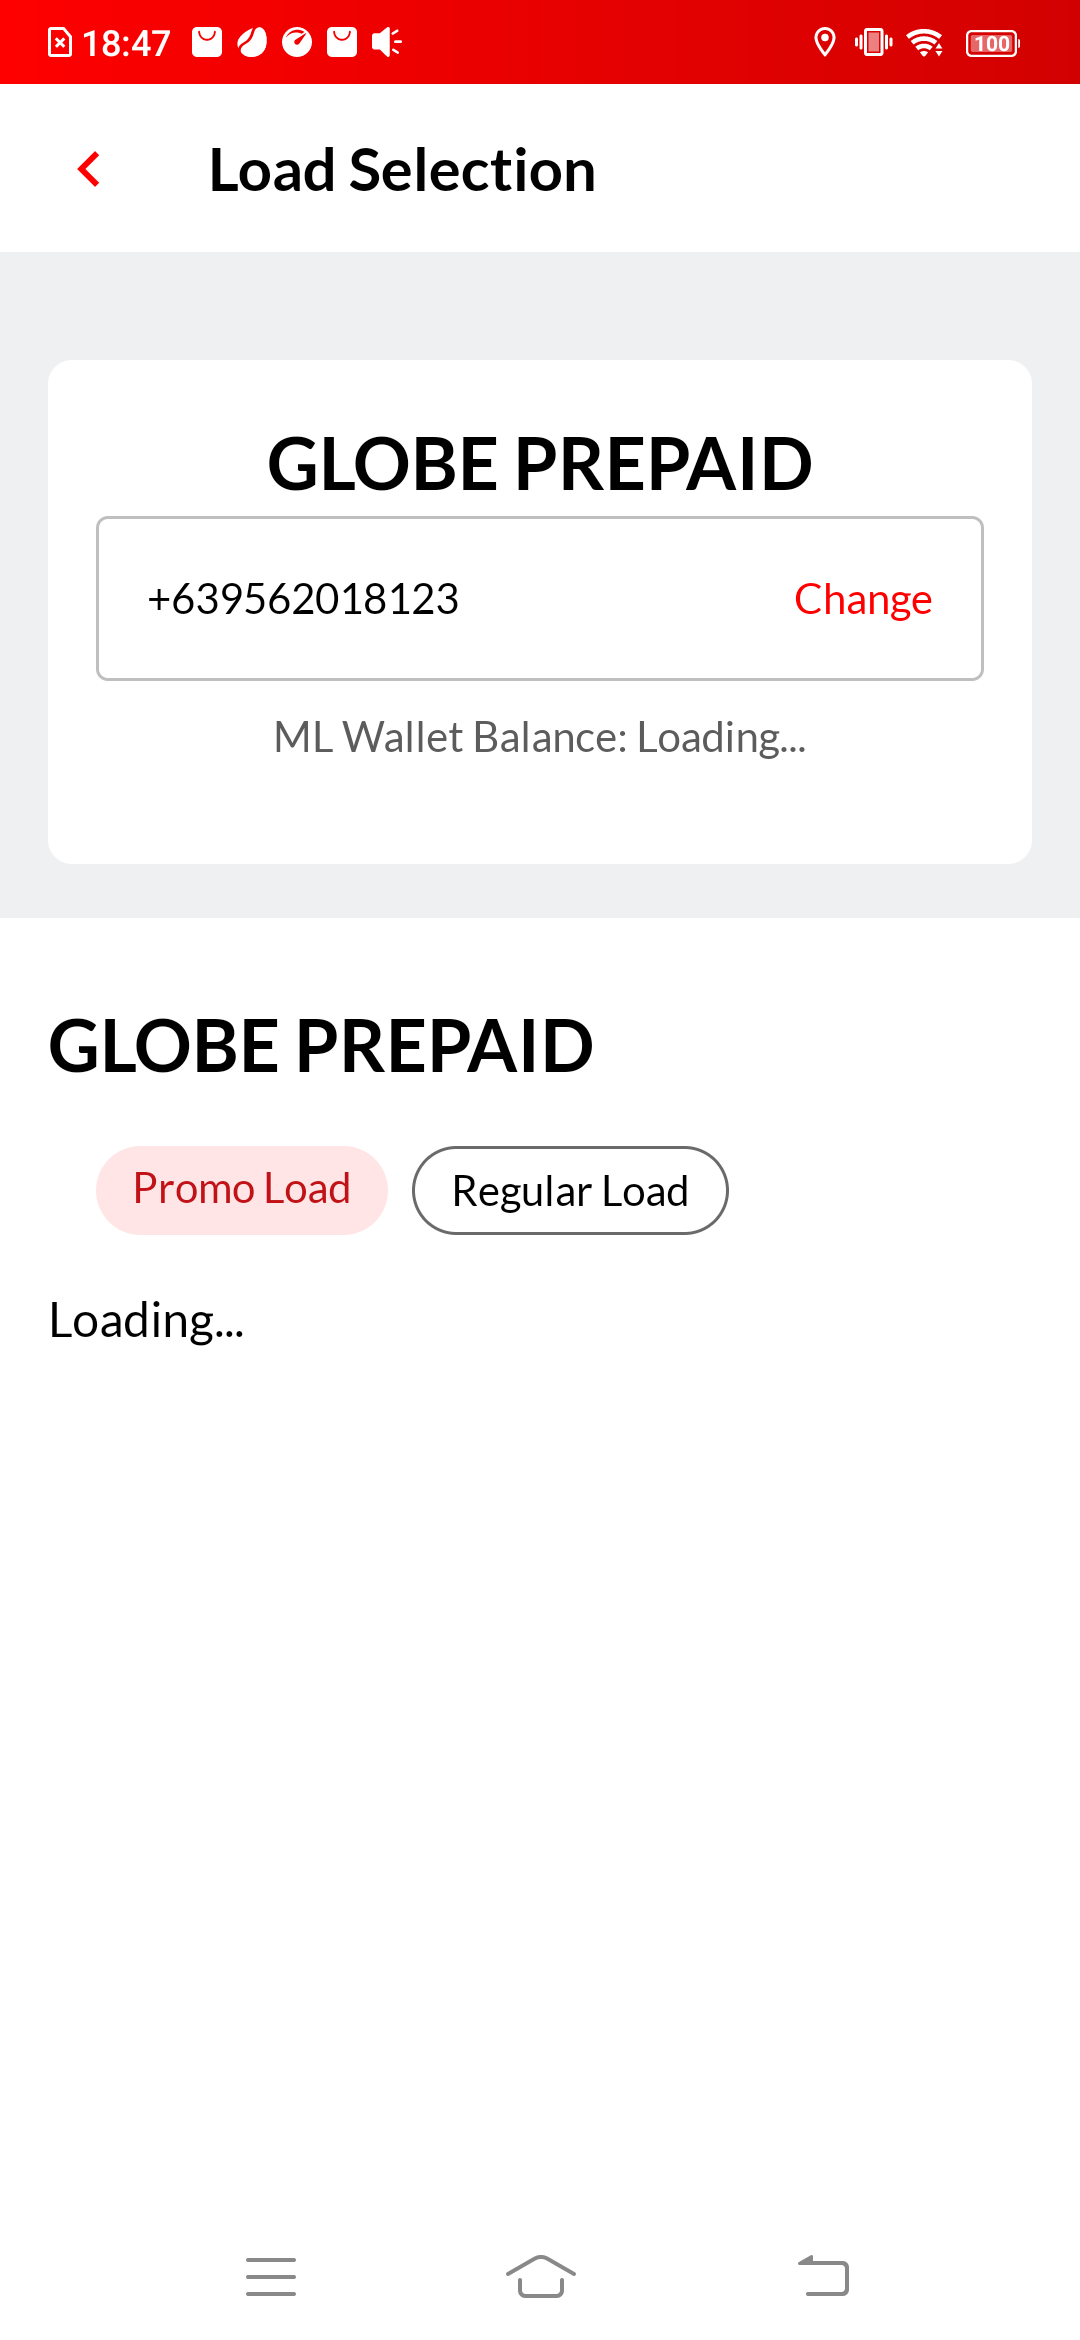 18:47
100
Load Selection
GLOBE PREPAID
+639562018123 Change
ML Wallet Balance: Loading...
GLOBE PREPAID
Promo Load Regular Load
Loading...